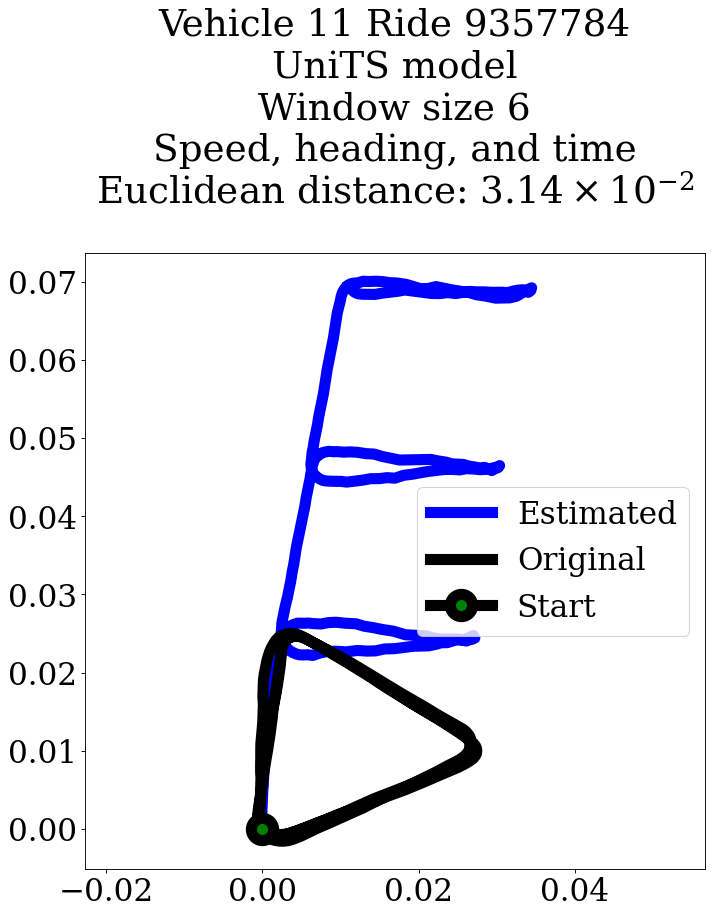 Vehicle 11 Ride 9357784
UniTS model
Window size 6
Speed, heading, and time
Euclidean distance: 3.14 × 10⁻²
0.07
0.06
0.05
0.04
0.03
0.02
0.01
0.00
Estimated
Original
Start
−0.02 0.00 0.02 0.04